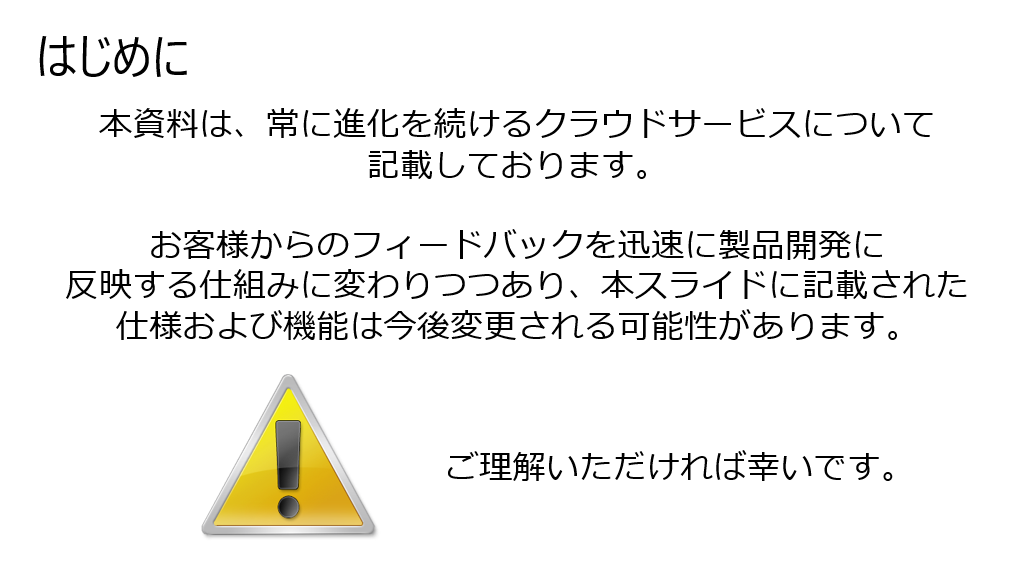 はじめに
本資料は、常に進化を続けるクラウドサービスについて
記載しております。
お客様からのフィードバックを迅速に製品開発に
反映する仕組みに変わりつつあり、本スライドに記載された
仕様および機能は今後変更される可能性があります。
ご理解いただければ幸いです。